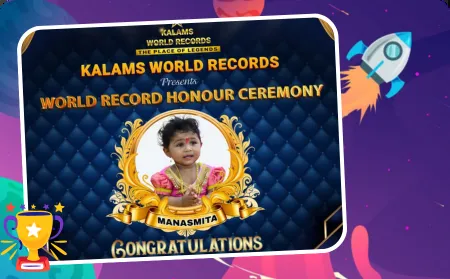 KALAMS
WORLD RECORDS
THE PLACE OF LEGENDS
KALAMS WORLD RECORDS
Presents
WORLD RECORD HONOUR CEREMONY
MANASMITA
CONGRATULATIONS